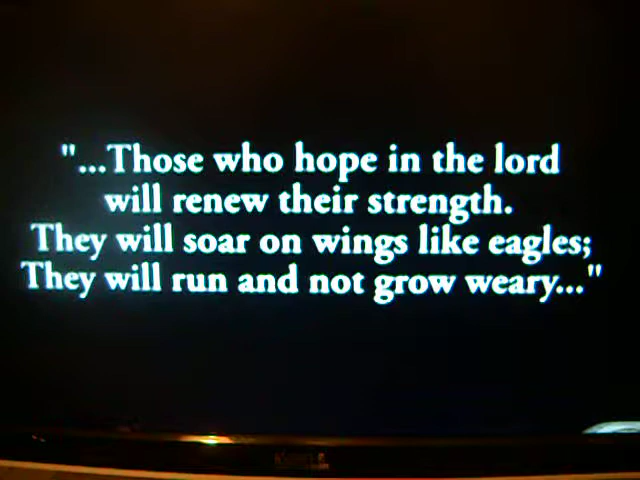 "...Those who hope in the lord
will renew their strength.
They will soar on wings like eagles;
They will run and not grow weary..."